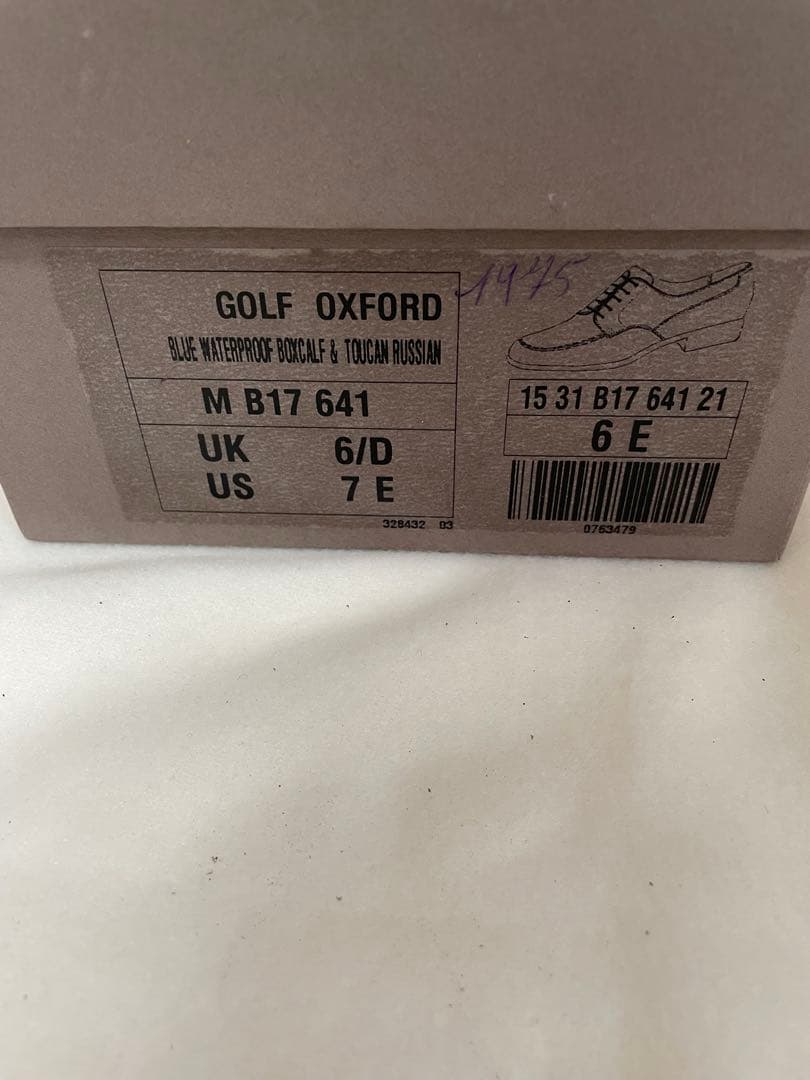 GOLF OXFORD
BLUE WATERPROOF BOXCALF & TOUCAN RUSSIAN
M B17 641
UK 6/D
US 7 E
328432 03
1975
15 31 B17 641 21
6 E
0763479